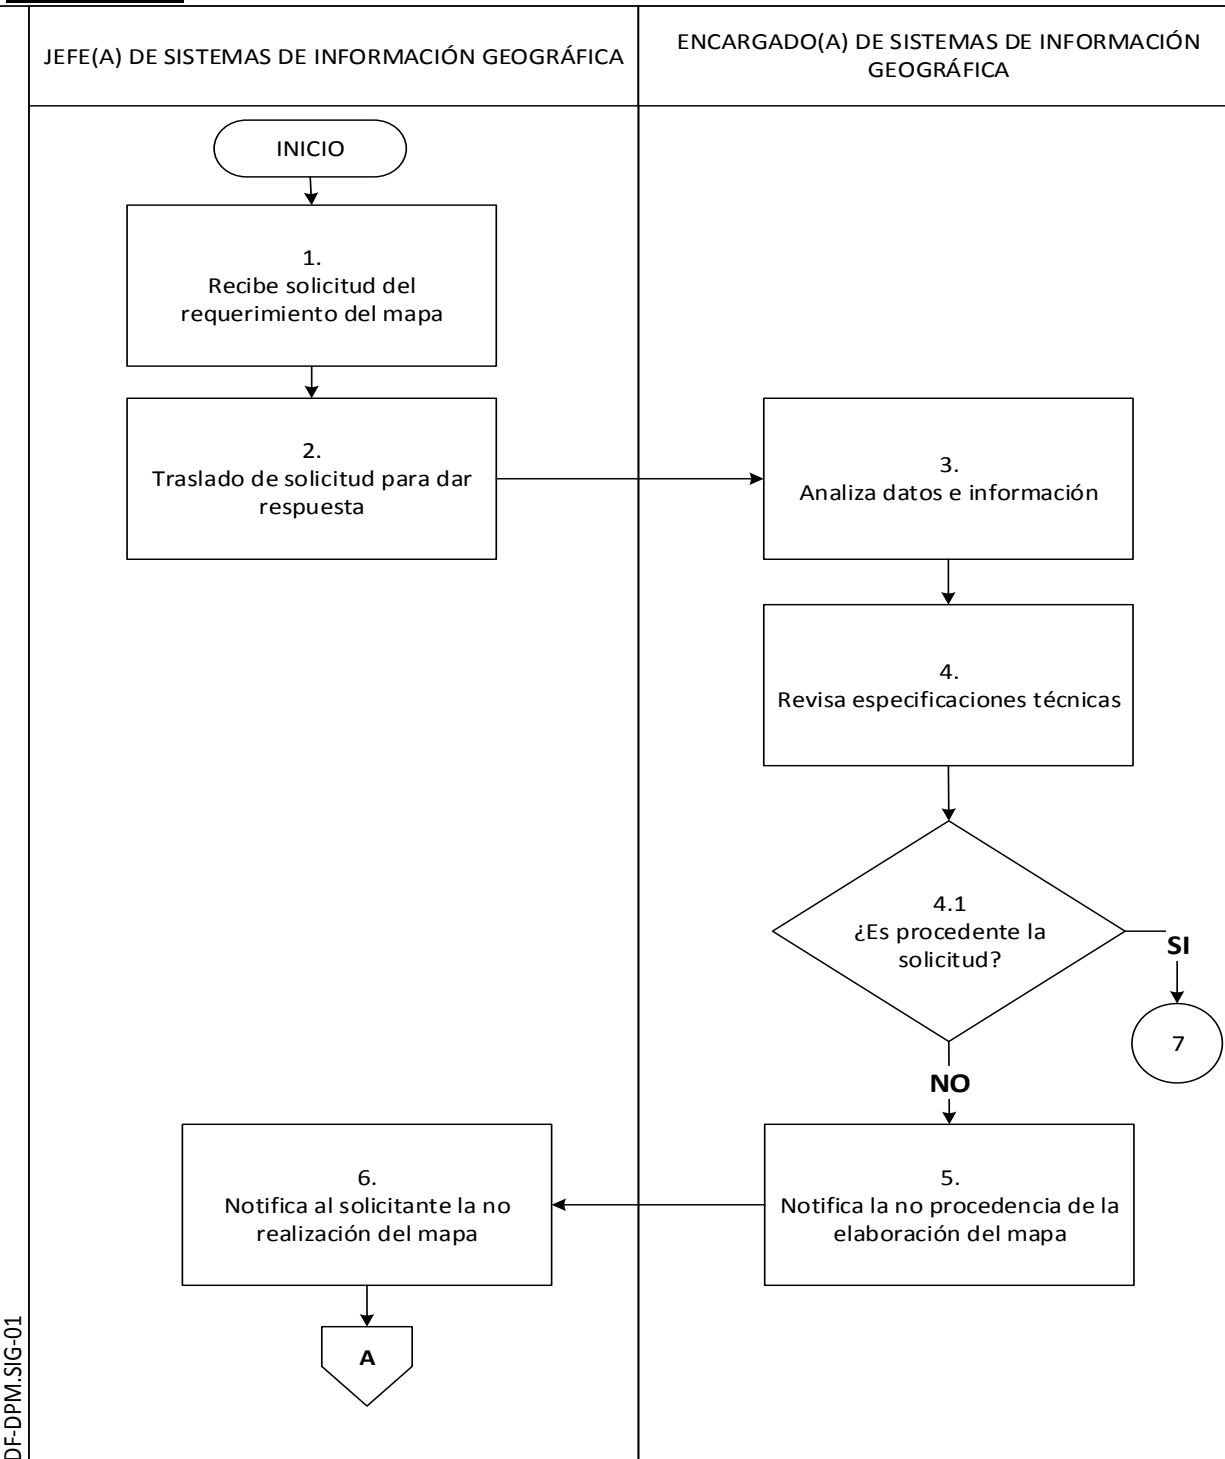 JEFE(A) DE SISTEMAS DE INFORMACIÓN GEOGRÁFICA
ENCARGADO(A) DE SISTEMAS DE INFORMACIÓN
GEOGRÁFICA
INICIO
1.
Recibe solicitud del
requerimiento del mapa
2.
Traslado de solicitud para dar
respuesta
3.
Analiza datos e información
4.
Revisa especificaciones técnicas
4.1
¿Es procedente la
solicitud?
SI
7
NO
5.
Notifica la no procedencia de la
elaboración del mapa
6.
Notifica al solicitante la no
realización del mapa
A
DF-DPM.SIG-01